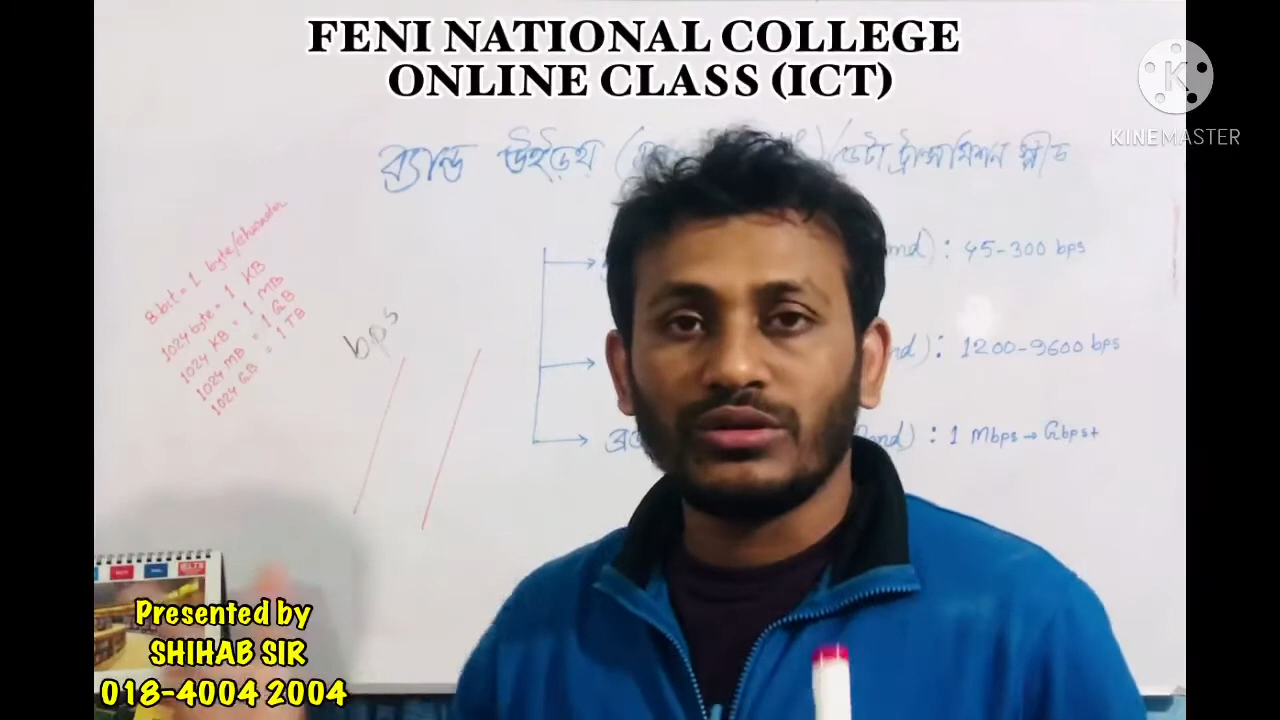 FENI NATIONAL COLLEGE
ONLINE CLASS (ICT)
KINEMASTER
ব্যান্ড উইড়থ ( )/ডেটা ট্রান্সমিশন স্পীড
8 bit = 1 byte/character
1024 byte = 1 KB
1024 KB = 1 MB
1024 MB = 1 GB
1024 GB = 1 TB
bps
) : 45-300 bps
) : 1200-9600 bps
) : 1 Mbps → Gbps+
IELTS
Presented by
SHIHAB SIR
018-4004 2004